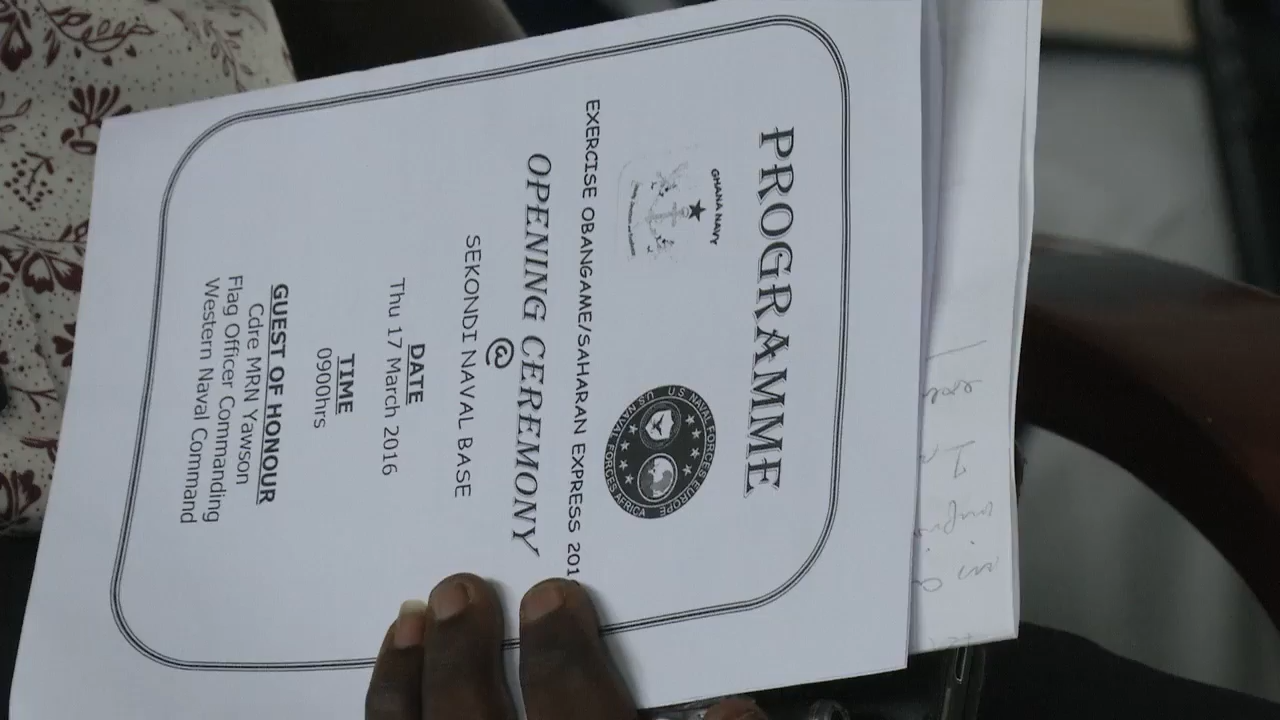 PROGRAMME
GHANA NAVY
U.S NAVAL FORCES EUROPE
U.S NAVAL FORCES AFRICA
EXERCISE OBANGAME/SAHARAN EXPRESS 201
OPENING CEREMONY
@
SEKONDI NAVAL BASE
DATE
Thu 17 March 2016
TIME
0900hrs
GUEST OF HONOUR
Cdre MRN Yawson
Flag Officer Commanding
Western Naval Command